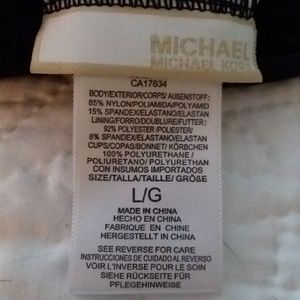 MICHAEL
MICHAEL KORS
CA17634
BODY/EXTERIOR/CORPS/ AUßENSTOFF:
85% NYLON/POLIAMIDA/POLYAMID
15% SPANDEX/ELASTANO/ELASTAN
LINING/FORRO/DOUBLURE/FUTTER:
92% POLYESTER/POLIESTER/
8% SPANDEX/ELASTANO/ELASTAN
CUPS/COPAS/BONNET/ KÖRBCHEN
100% POLYURETHANE/
POLIURETANO/ POLYURETHAN
CON INSUMOS IMPORTADOS
SIZE/TALLA/TAILLE/ GRÖßE
L/G
MADE IN CHINA
HECHO EN CHINA
FABRIQUE EN CHINE
HERGESTELLT IN CHINA
SEE REVERSE FOR CARE
INSTRUCCIONES DE CUIDADO AL REVERSO
VOIR L'INVERSE POUR LE SOIN
SIEHE RÜCKSEITE FÜR
PFLEGEHINWEISE